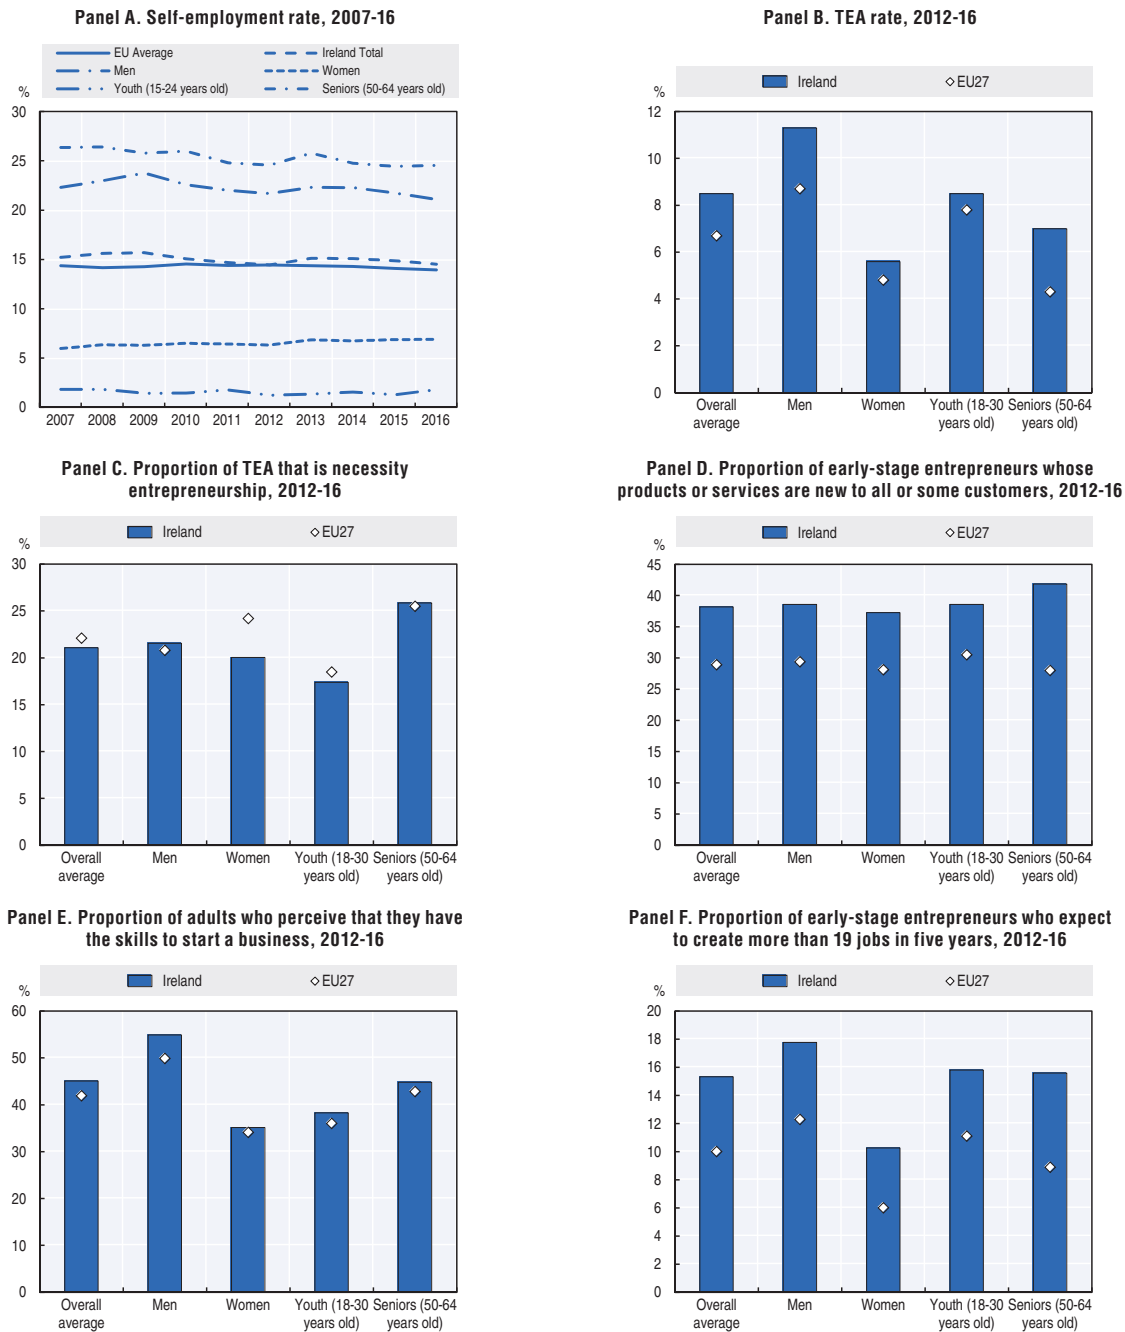 Panel A. Self-employment rate, 2007-16
EU Average
Ireland Total
Men
Women
Youth (15-24 years old)
Seniors (50-64 years old)
%
30
25
20
15
10
5
0
2007 2008 2009 2010 2011 2012 2013 2014 2015 2016
Panel B. TEA rate, 2012-16
Ireland
EU27
%
12
10
8
6
4
2
0
Overall average
Men
Women
Youth (18-30 years old)
Seniors (50-64 years old)
Panel C. Proportion of TEA that is necessity
entrepreneurship, 2012-16
Ireland
EU27
%
30
25
20
15
10
5
0
Overall average
Men
Women
Youth (18-30 years old)
Seniors (50-64 years old)
Panel D. Proportion of early-stage entrepreneurs whose
products or services are new to all or some customers, 2012-16
Ireland
EU27
%
45
40
35
30
25
20
15
10
5
0
Overall average
Men
Women
Youth (18-30 years old)
Seniors (50-64 years old)
Panel E. Proportion of adults who perceive that they have
the skills to start a business, 2012-16
Ireland
EU27
%
60
50
40
30
20
10
0
Overall average
Men
Women
Youth (18-30 years old)
Seniors (50-64 years old)
Panel F. Proportion of early-stage entrepreneurs who expect
to create more than 19 jobs in five years, 2012-16
Ireland
EU27
%
20
18
16
14
12
10
8
6
4
2
0
Overall average
Men
Women
Youth (18-30 years old)
Seniors (50-64 years old)